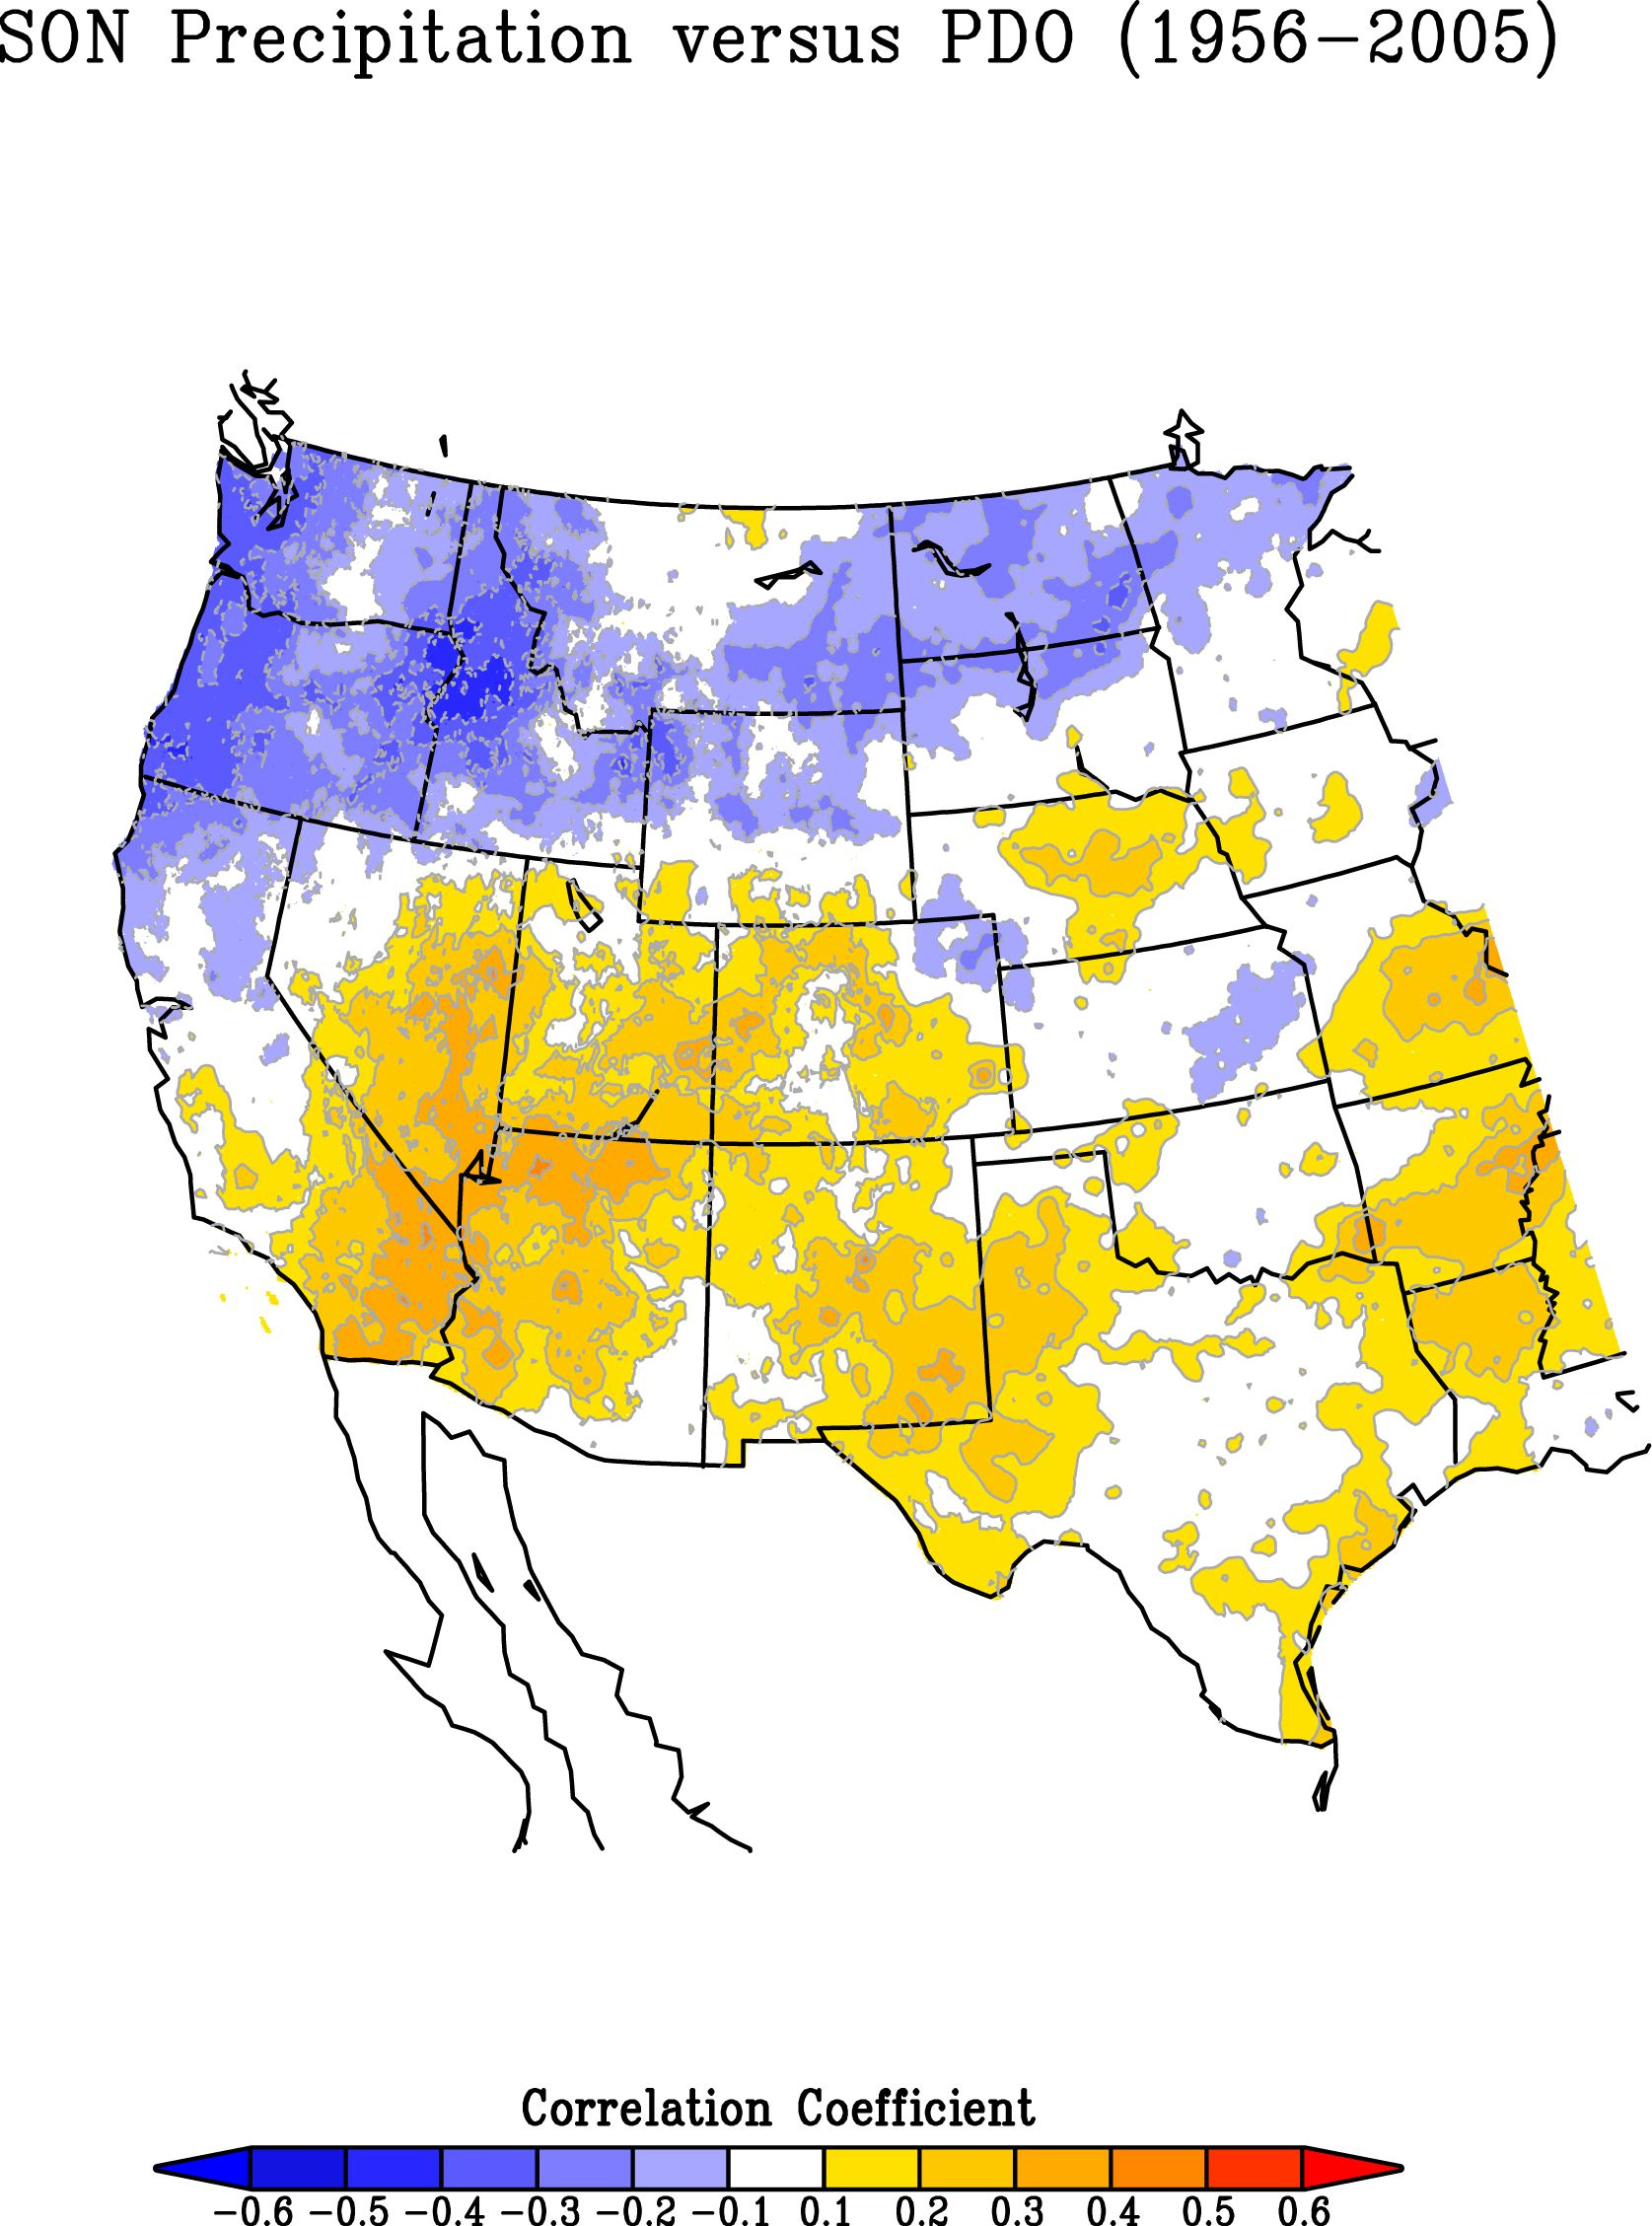 SON Precipitation versus PDO (1956-2005)
Correlation Coefficient
-0.6 -0.5 -0.4 -0.3 -0.2 -0.1 0.1 0.2 0.3 0.4 0.5 0.6